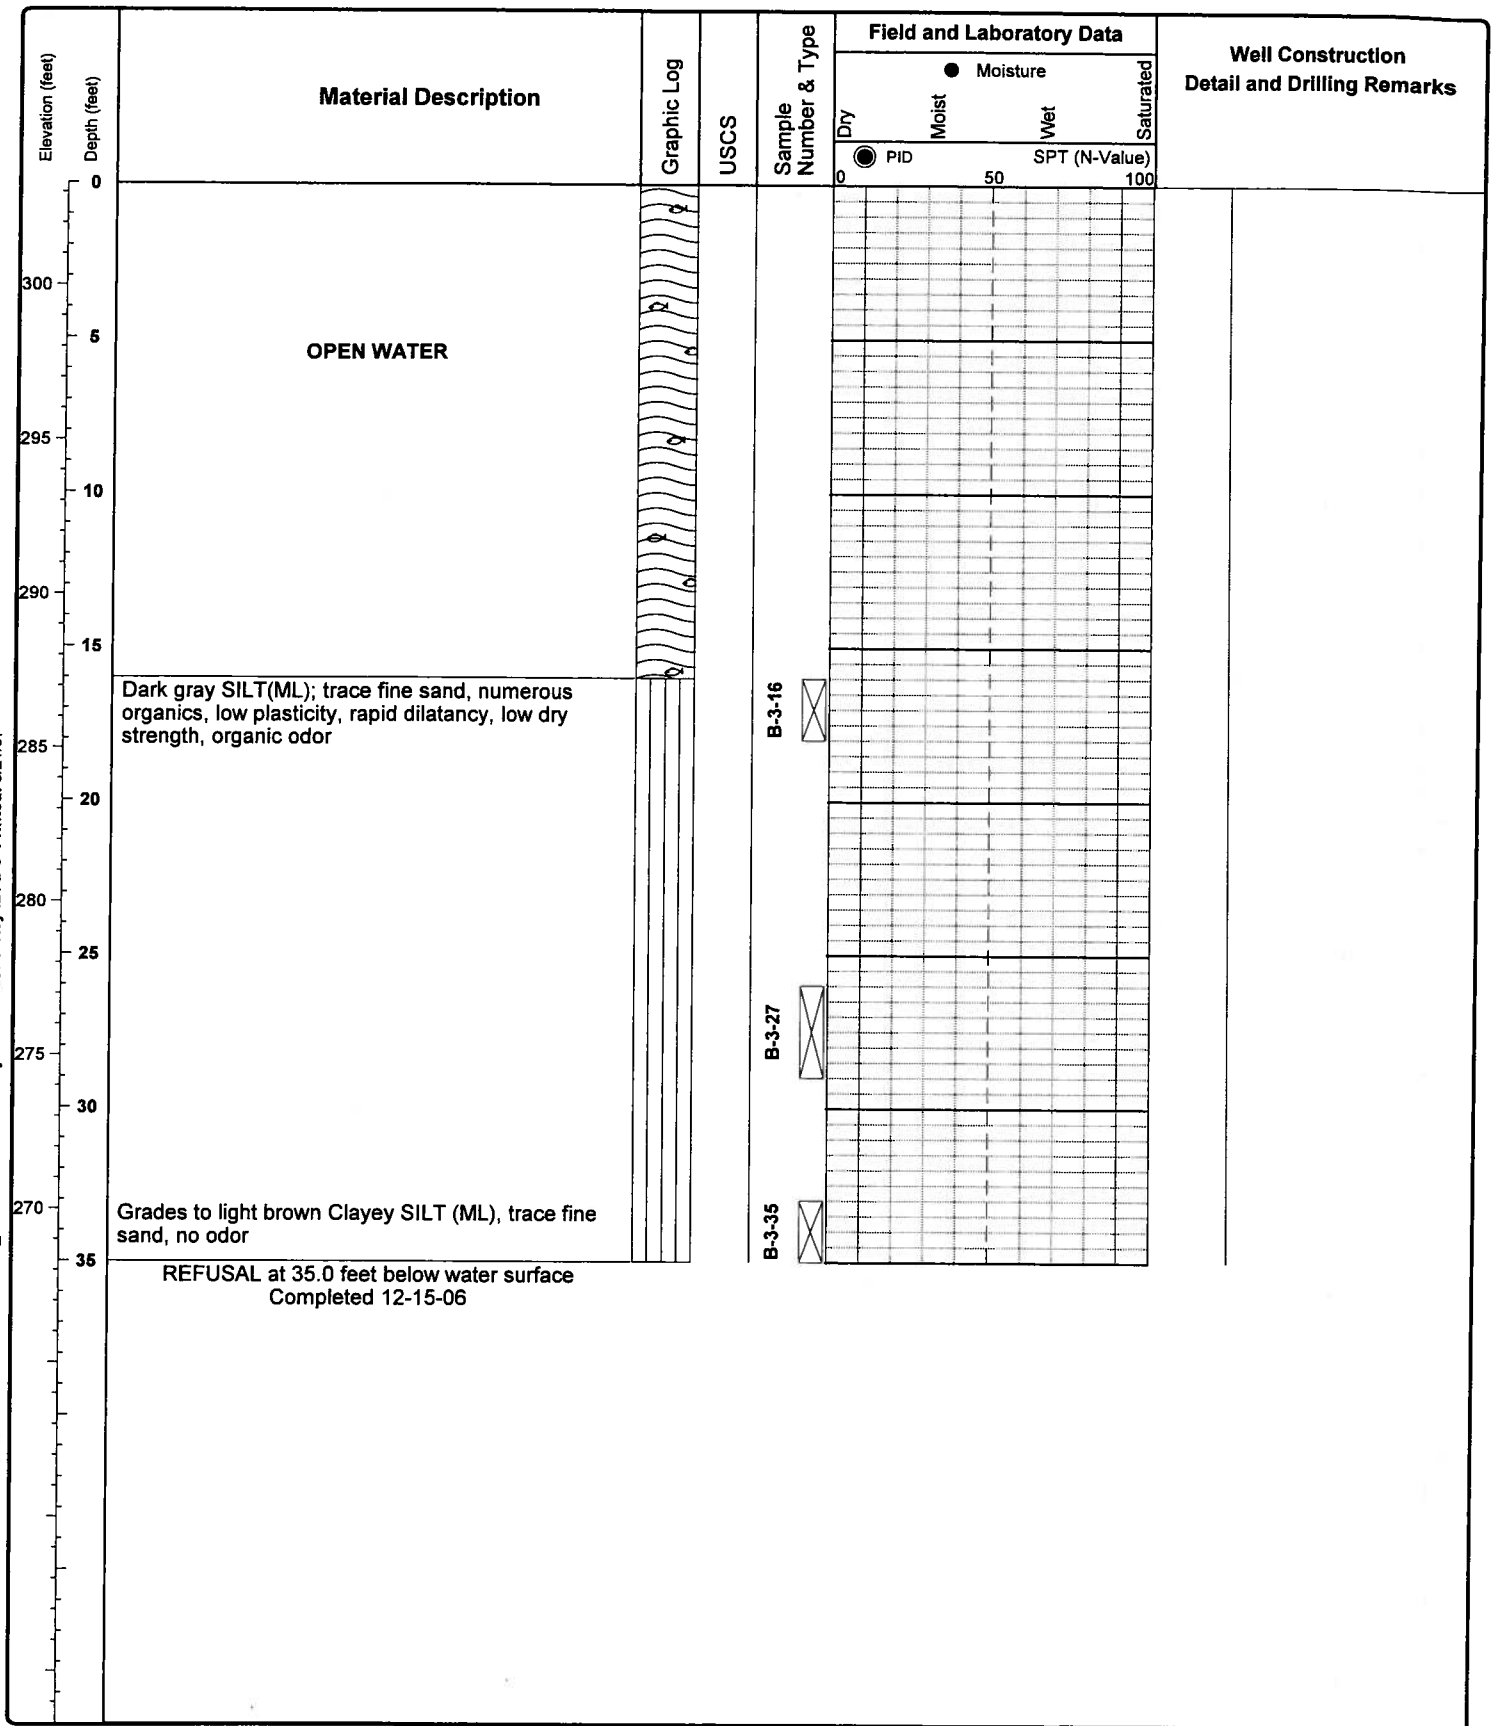 Elevation (feet)
Depth (feet)
Material Description
Graphic Log
USCS
Sample
Number & Type
Field and Laboratory Data
Moisture
Dry
Moist
Wet
Saturated
PID
SPT (N-Value)
0
50
100
Well Construction
Detail and Drilling Remarks
0
300
5
OPEN WATER
295
10
290
15
Dark gray SILT(ML); trace fine sand, numerous
organics, low plasticity, rapid dilatancy, low dry
strength, organic odor
B-3-16
285
20
280
25
B-3-27
275
30
270
Grades to light brown Clayey SILT (ML), trace fine
sand, no odor
B-3-35
35
REFUSAL at 35.0 feet below water surface
Completed 12-15-06